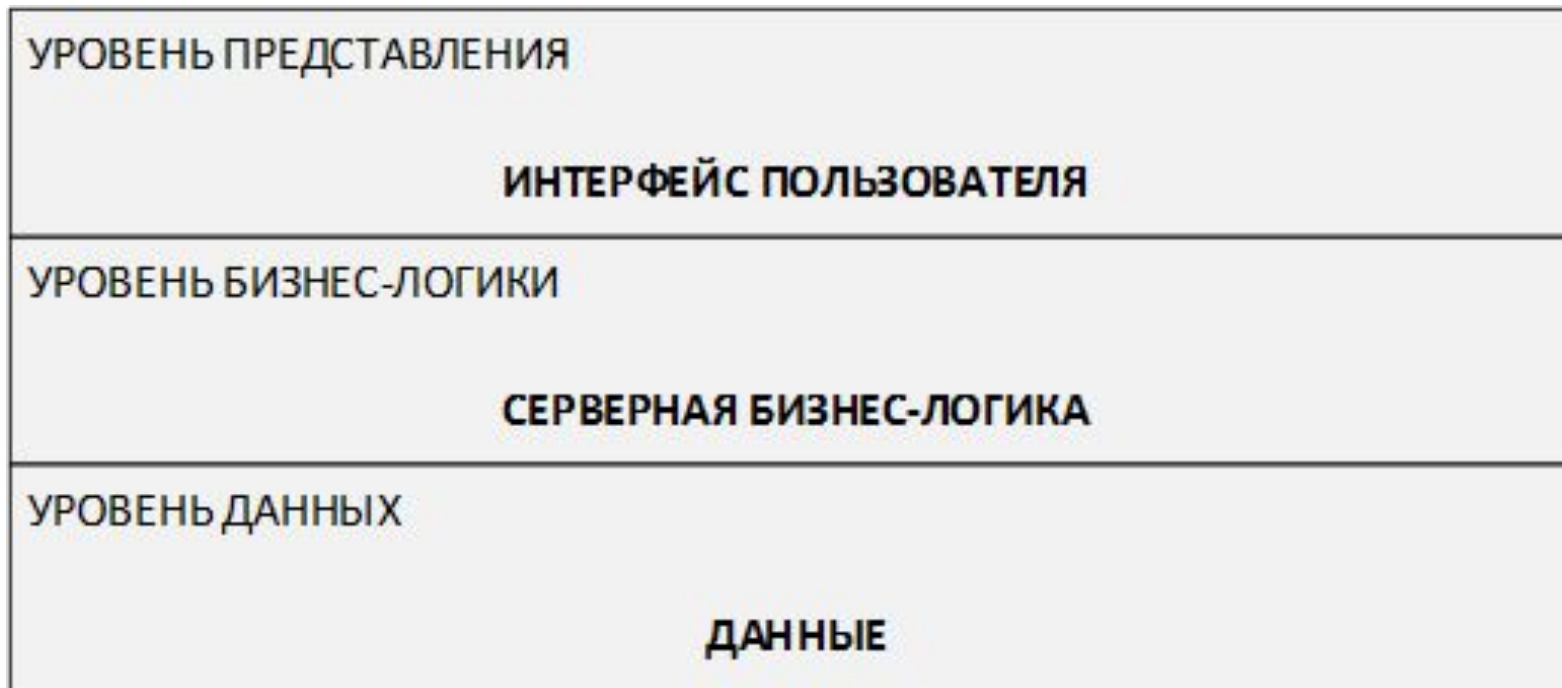 УРОВЕНЬ ПРЕДСТАВЛЕНИЯ
ИНТЕРФЕЙС ПОЛЬЗОВАТЕЛЯ
УРОВЕНЬ БИЗНЕС-ЛОГИКИ
СЕРВЕРНАЯ БИЗНЕС-ЛОГИКА
УРОВЕНЬ ДАННЫХ
ДАННЫЕ